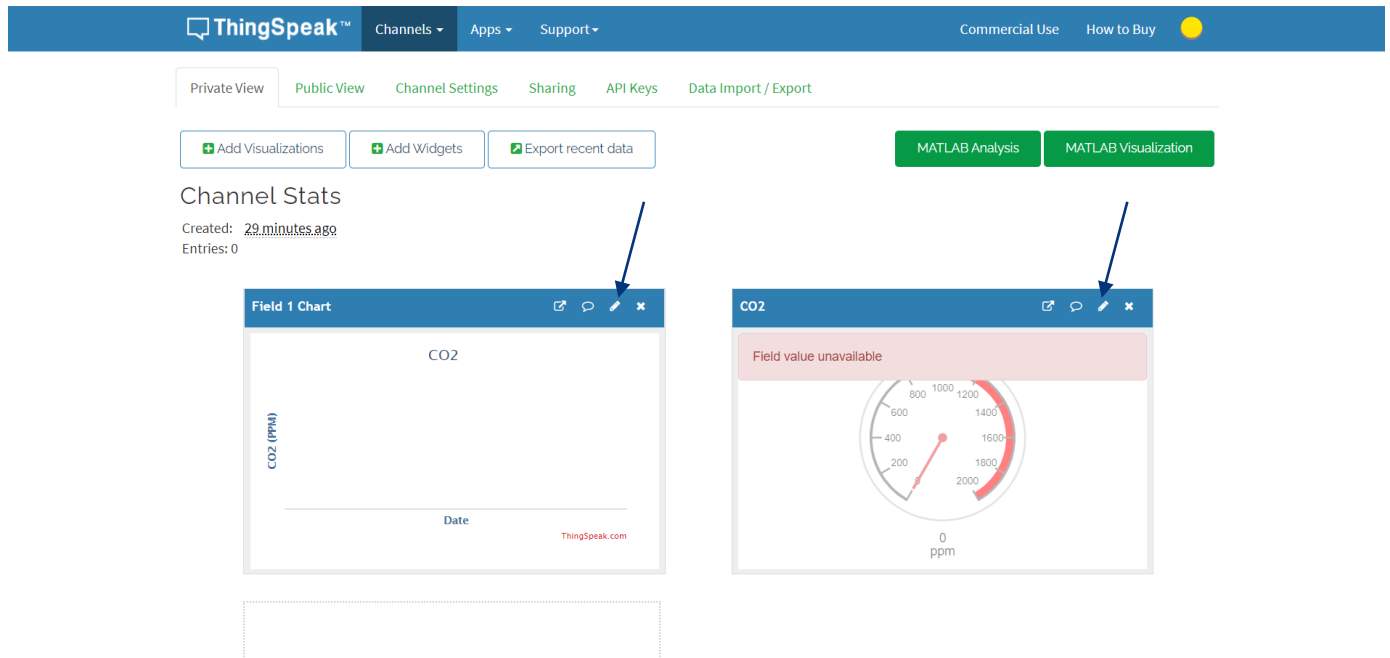 ThingSpeak™ Channels Apps Support Commercial Use How to Buy
Private View Public View Channel Settings Sharing API Keys Data Import / Export
Add Visualizations Add Widgets Export recent data MATLAB Analysis MATLAB Visualization
Channel Stats
Created: 29 minutes ago
Entries: 0
Field 1 Chart
CO2
CO2 (PPM)
Date
ThingSpeak.com
CO2
Field value unavailable
0
200
400
600
800
1000
1200
1400
1600
1800
2000
0
ppm